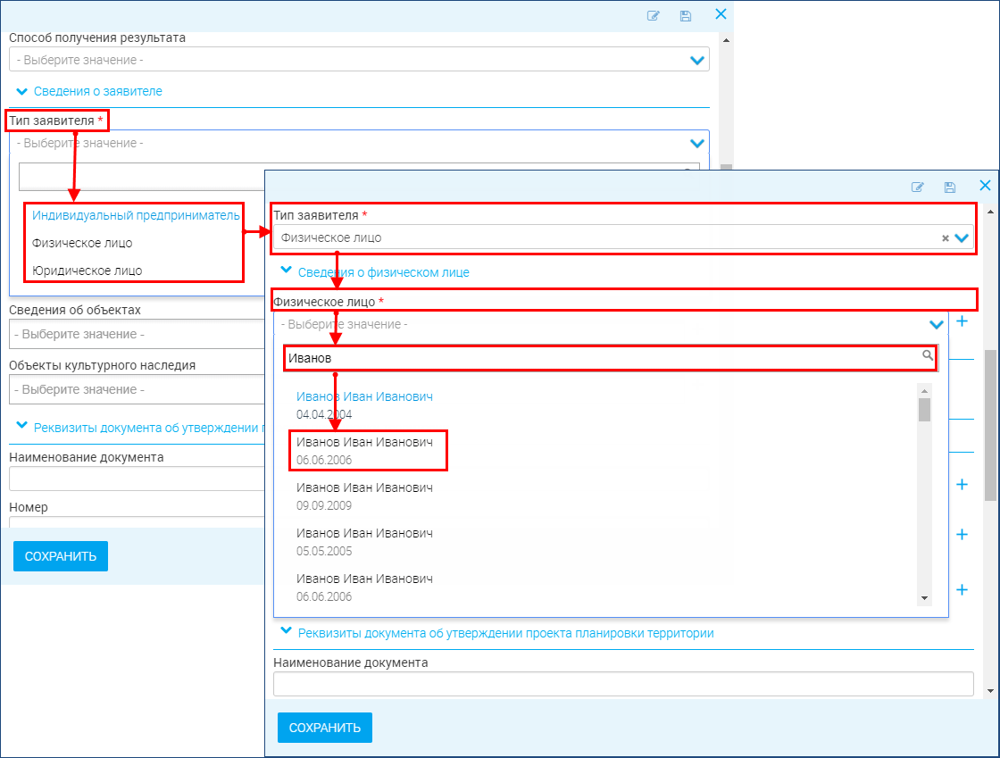 Способ получения результата
- Выберите значение -
Сведения о заявителе
Тип заявителя *
- Выберите значение -
Индивидуальный предприниматель
Физическое лицо
Юридическое лицо
Сведения об объектах
- Выберите значение -
Объекты культурного наследия
- Выберите значение -
Реквизиты документа об утверждении
Наименование документа
Номер
СОХРАНИТЬ
Тип заявителя *
Физическое лицо
Сведения о физическом лице
Физическое лицо *
- Выберите значение -
Иванов
Иванов Иван Иванович
04.04.2004
Иванов Иван Иванович
06.06.2006
Иванов Иван Иванович
09.09.2009
Иванов Иван Иванович
05.05.2005
Иванов Иван Иванович
06.06.2006
Реквизиты документа об утверждении проекта планировки территории
Наименование документа
СОХРАНИТЬ